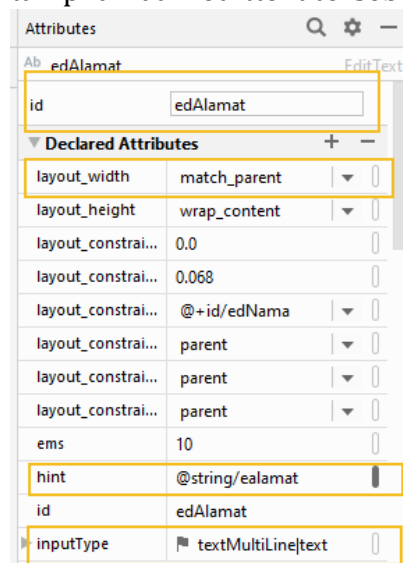 Attributes
Ab edAlamat EditText
id edAlamat
Declared Attributes
layout_width match_parent
layout_height wrap_content
layout_constrai... 0.0
layout_constrai... 0.068
layout_constrai... @+id/edNama
layout_constrai... parent
layout_constrai... parent
layout_constrai... parent
ems 10
hint @string/ealamat
id edAlamat
inputType textMultiLine|text